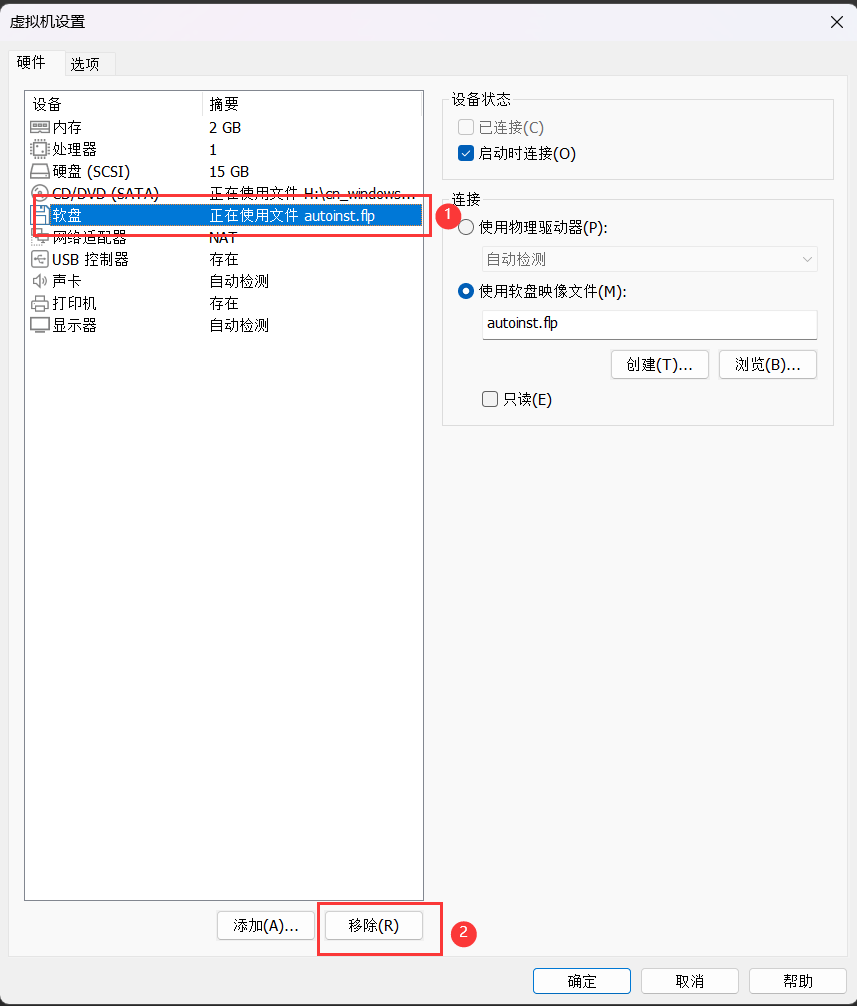 虚拟机设置
硬件 选项
设备 摘要
内存 2 GB
处理器 1
硬盘 (SCSI) 15 GB
CD/DVD (SATA) 正在使用文件 H:\cn_windows...
软盘 正在使用文件 autoinst.flp
网络适配器 NAT
USB 控制器 存在
声卡 自动检测
打印机 存在
显示器 自动检测
添加(A)... 移除(R)
1
2
设备状态
已连接(C)
启动时连接(O)
连接
使用物理驱动器(P):
自动检测
使用软盘映像文件(M):
autoinst.flp
创建(T)... 浏览(B)...
只读(E)
确定 取消 帮助